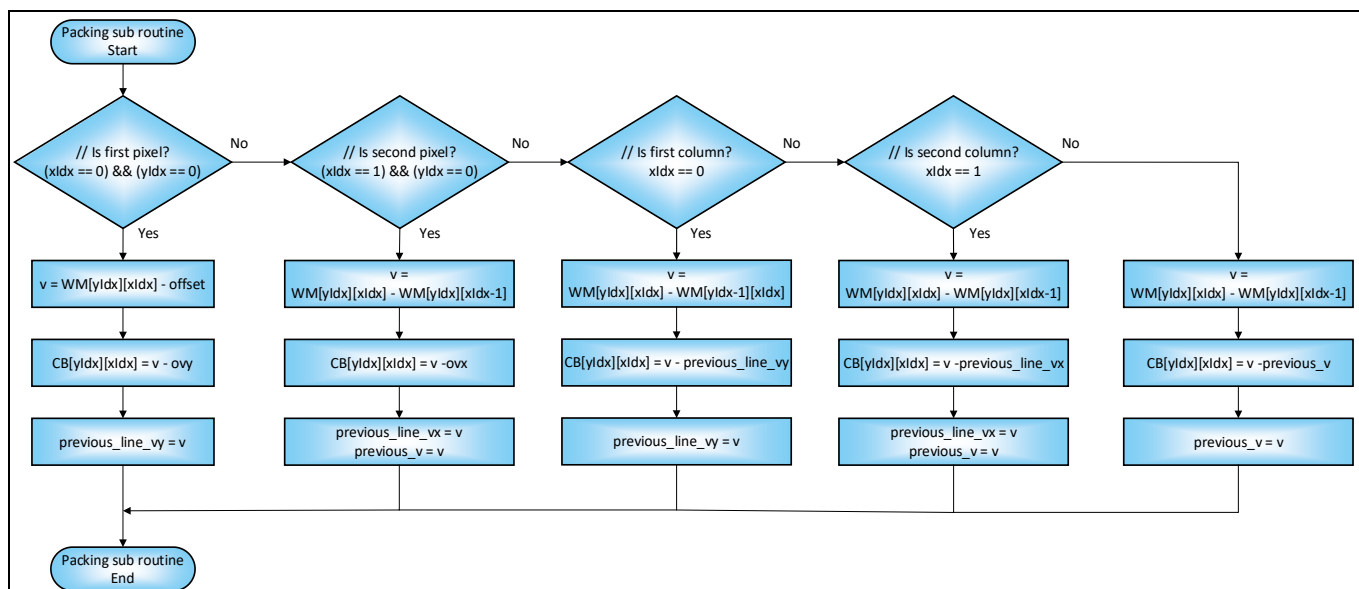 Packing sub routine
Start
// Is first pixel?
(xIdx == 0) && (yIdx == 0)
No
Yes
// Is second pixel?
(xIdx == 1) && (yIdx == 0)
No
Yes
// Is first column?
xIdx == 0
No
Yes
// Is second column?
xIdx == 1
No
Yes
v = WM[yIdx][xIdx] - offset
CB[yIdx][xIdx] = v - ovy
previous_line_vy = v
v =
WM[yIdx][xIdx] - WM[yIdx][xIdx-1]
CB[yIdx][xIdx] = v -ovx
previous_line_vx = v
previous_v = v
v =
WM[yIdx][xIdx] - WM[yIdx-1][xIdx]
CB[yIdx][xIdx] = v - previous_line_vy
previous_line_vy = v
v =
WM[yIdx][xIdx] - WM[yIdx][xIdx-1]
CB[yIdx][xIdx] = v -previous_line_vx
previous_line_vx = v
previous_v = v
v =
WM[yIdx][xIdx] - WM[yIdx][xIdx-1]
CB[yIdx][xIdx] = v -previous_v
previous_v = v
Packing sub routine
End